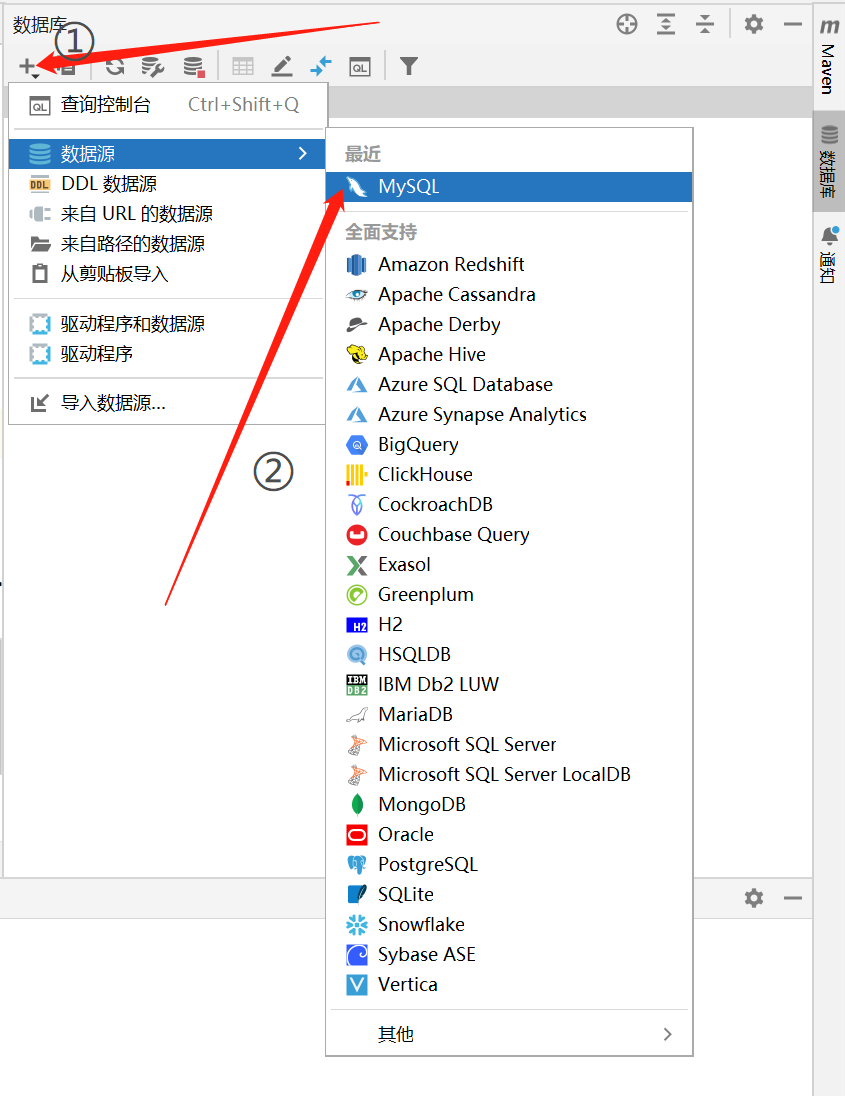 数据库
①
m
Maven
数据库
通知
QL
QL 查询控制台 Ctrl+Shift+Q
数据源
DDL DDL 数据源
来自 URL 的数据源
来自路径的数据源
从剪贴板导入
驱动程序和数据源
驱动程序
导入数据源...
②
最近
MySQL
全面支持
Amazon Redshift
Apache Cassandra
Apache Derby
Apache Hive
Azure SQL Database
Azure Synapse Analytics
BigQuery
ClickHouse
CockroachDB
Couchbase Query
Exasol
Greenplum
H2 H2
HSQLDB
IBM DB2 IBM Db2 LUW
MariaDB
Microsoft SQL Server
Microsoft SQL Server LocalDB
MongoDB
Oracle
PostgreSQL
SQLite
Snowflake
Sybase ASE
Vertica
其他